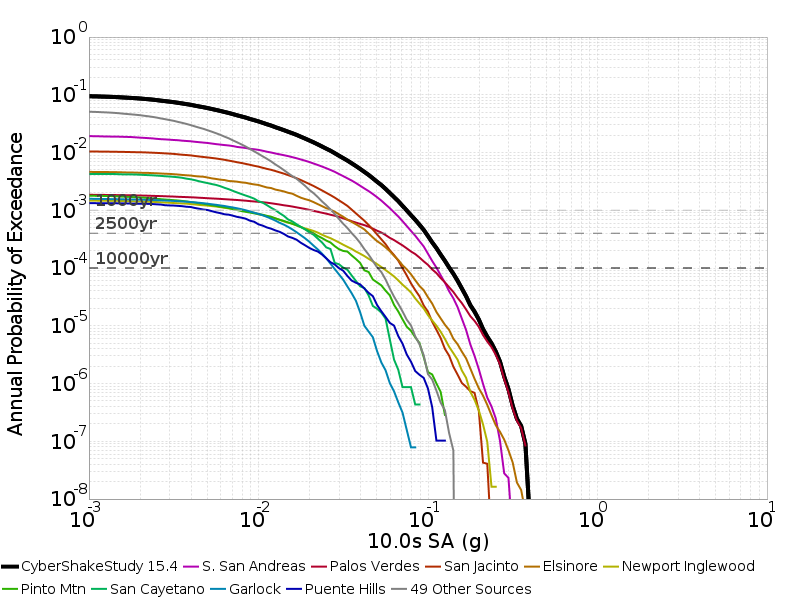 10^0
10^-1
10^-2
10^-3
10^-4
10^-5
10^-6
10^-7
10^-8
Annual Probability of Exceedance
1000yr
2500yr
10000yr
10^-3 10^-2 10^-1 10^0 10^1
10.0s SA (g)
CyberShakeStudy 15.4 S. San Andreas Palos Verdes San Jacinto Elsinore Newport Inglewood
Pinto Mtn San Cayetano Garlock Puente Hills 49 Other Sources